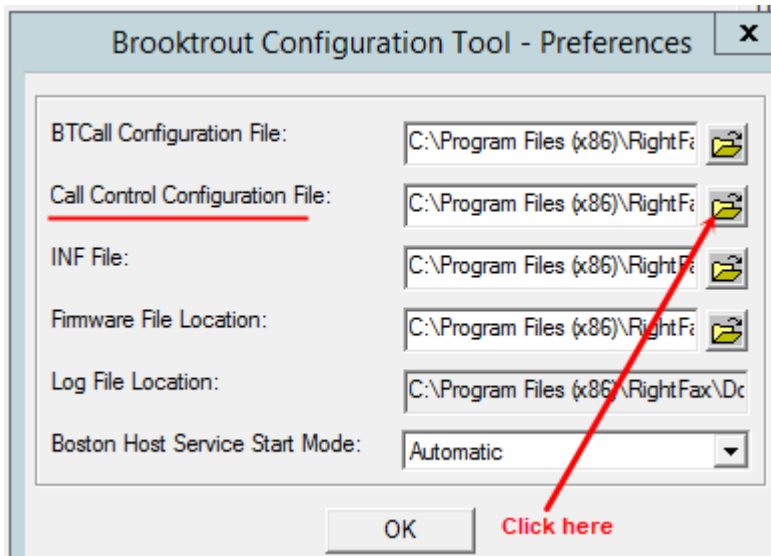 Brooktrout Configuration Tool - Preferences x
BTCall Configuration File: C:\Program Files (x86)\RightFa
Call Control Configuration File: C:\Program Files (x86)\RightFa
INF File: C:\Program Files (x86)\RightFa
Firmware File Location: C:\Program Files (x86)\RightFa
Log File Location: C:\Program Files (x86)\RightFax\Dc
Boston Host Service Start Mode: Automatic
OK Click here